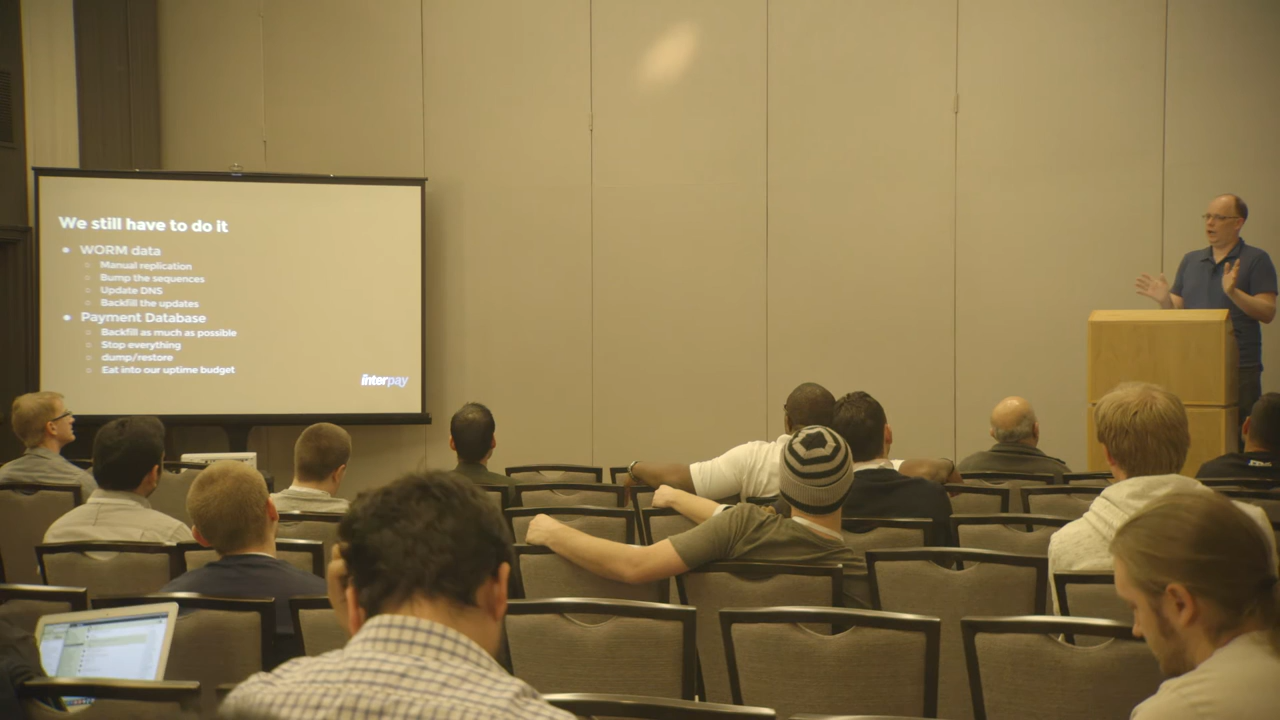 We still have to do it
WORM data
Manual replication
Bump the sequences
Update DNS
Backfill the updates
Payment Database
Backfill as much as possible
Stop everything
dump/restore
Eat into our uptime budget
interpay